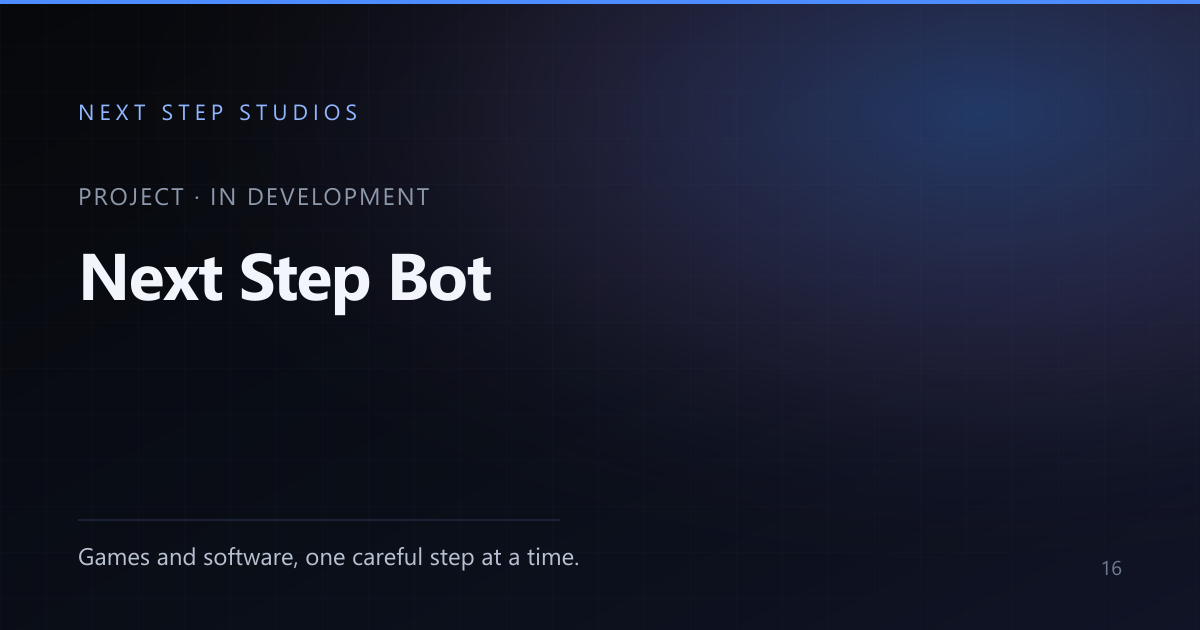 NEXT STEP STUDIOS
PROJECT · IN DEVELOPMENT
Next Step Bot
Games and software, one careful step at a time.
16